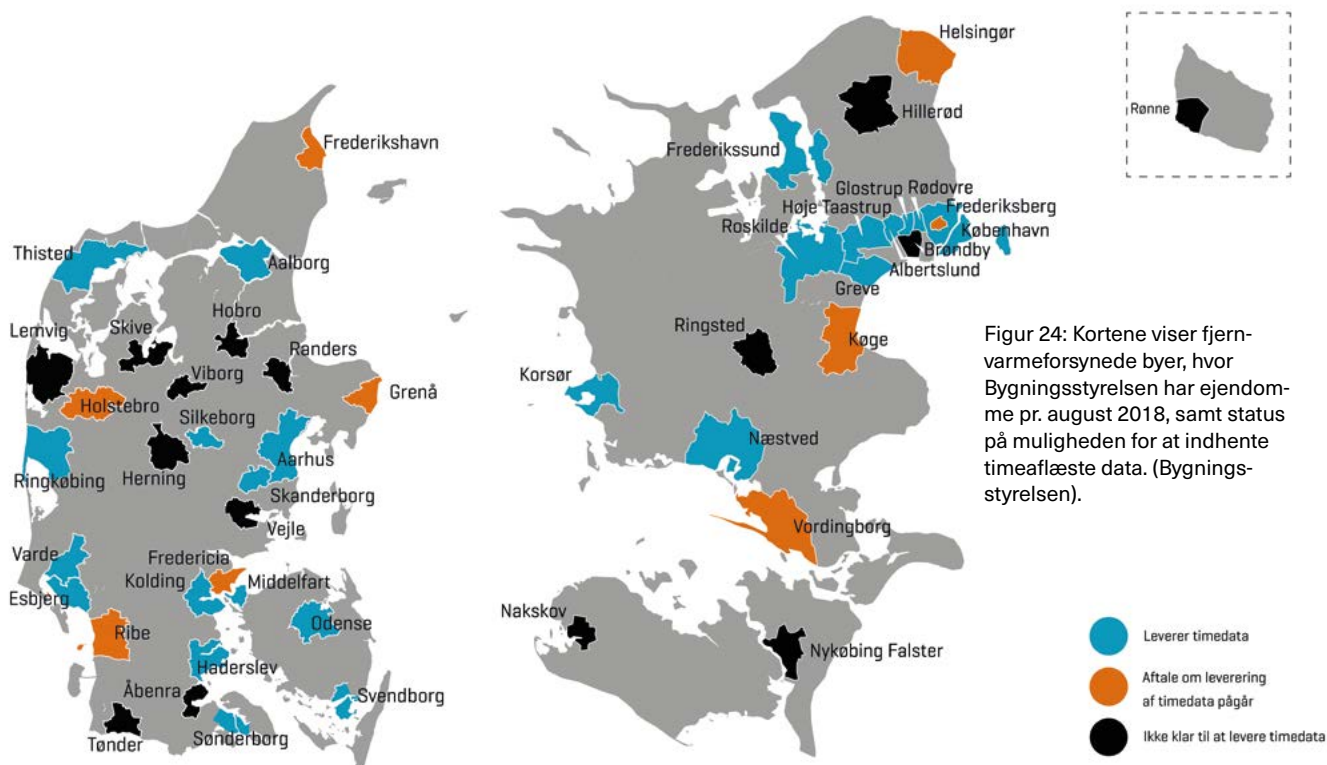 Frederikshavn
Thisted
Aalborg
Hobro
Skive
Lemvig
Randers
Viborg
Holstebro
Grenå
Silkeborg
Aarhus
Ringkøbing
Herning
Skanderborg
Vejle
Varde
Fredericia
Kolding
Middelfart
Esbjerg
Odense
Ribe
Haderslev
Åbenra
Svendborg
Tønder
Sønderborg
Helsingør
Hillerød
Frederikssund
Glostrup
Rødovre
Høje Taastrup
Frederiksberg
Roskilde
København
Brøndby
Albertslund
Greve
Ringsted
Køge
Korsør
Næstved
Vordingborg
Nakskov
Nykøbing Falster
Rønne
Figur 24: Kortene viser fjern-
varmeforsynede byer, hvor
Bygningsstyrelsen har ejendom-
me pr. august 2018, samt status
på muligheden for at indhente
timeaflæste data. (Bygnings-
styrelsen).
Leverer timedata
Aftale om leverering
af timedata pågår
Ikke klar til at levere timedata